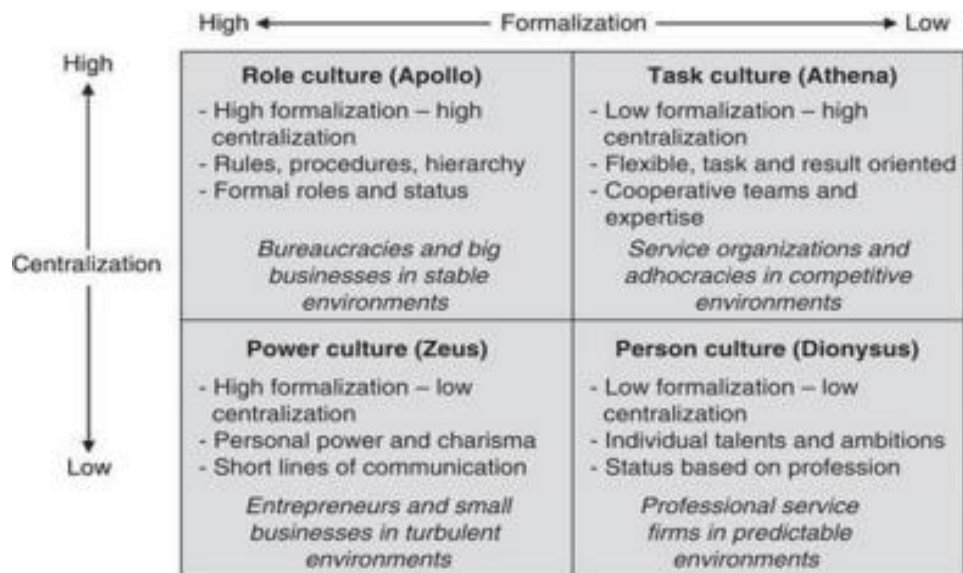 High Formalization Low
High
Centralization
Low
Role culture (Apollo)
- High formalization – high
centralization
- Rules, procedures, hierarchy
- Formal roles and status
Bureaucracies and big
businesses in stable
environments
Task culture (Athena)
- Low formalization – high
centralization
- Flexible, task and result oriented
- Cooperative teams and
expertise
Service organizations and
adhocracies in competitive
environments
Power culture (Zeus)
- High formalization – low
centralization
- Personal power and charisma
- Short lines of communication
Entrepreneurs and small
businesses in turbulent
environments
Person culture (Dionysus)
- Low formalization – low
centralization
- Individual talents and ambitions
- Status based on profession
Professional service
firms in predictable
environments